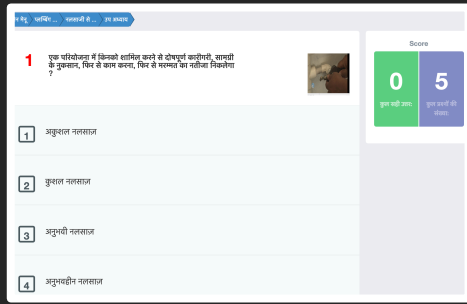 न मेनू
प्लम्बिंग ...
नलसाजी से ...
उप अध्याय
1
एक परियोजना में किनको शामिल करने से दोषपूर्ण कारीगरी, सामग्री
के नुकसान, फिर से काम करना, फिर से मरम्मत का नतीजा निकलेगा
?
1 अकुशल नलसाज़
2 कुशल नलसाज़
3 अनुभवी नलसाज़
4 अनुभवहीन नलसाज़
Score
0
कुल सही उत्तर:
5
कुल प्रश्नों की
संख्या: